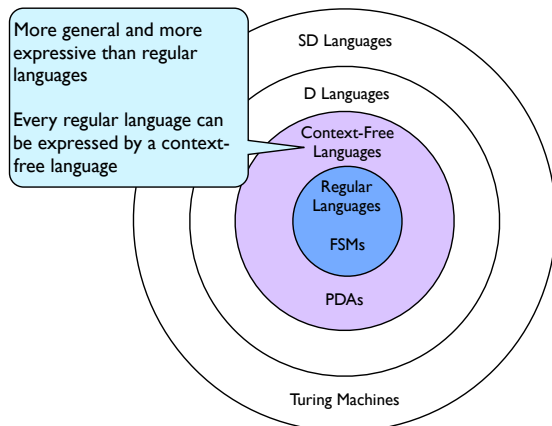 More general and more
expressive than regular
languages
Every regular language can
be expressed by a context-
free language
SD Languages
D Languages
Context-Free
Languages
Regular
Languages
FSMs
PDAs
Turing Machines